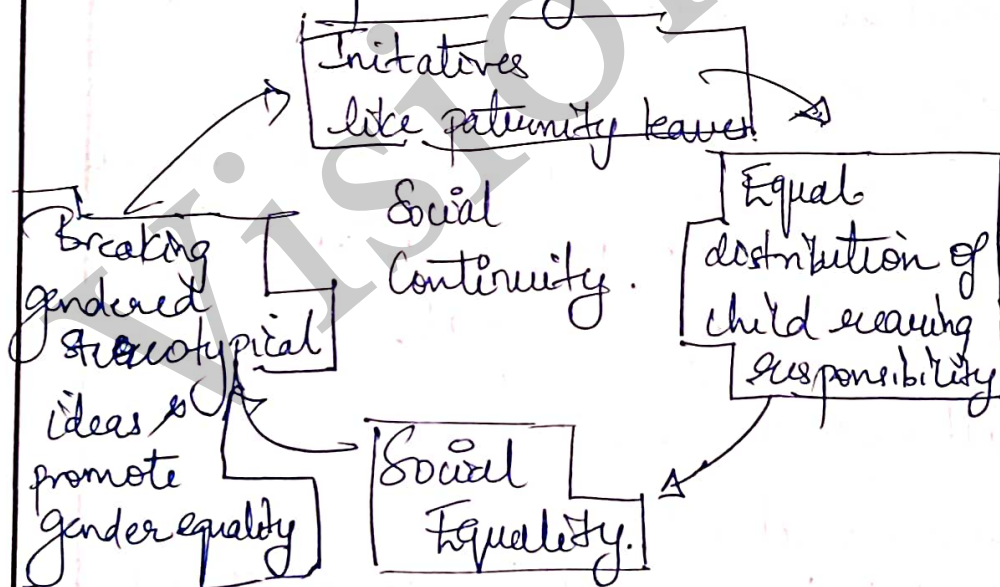 Initatives
like paternity leaves
Equal
distribution of
child rearing
responsibility
Social
Equality.
Breaking
gendered
stereotypical
ideas &
promote
gender equality
Social
Continuity.
Vision